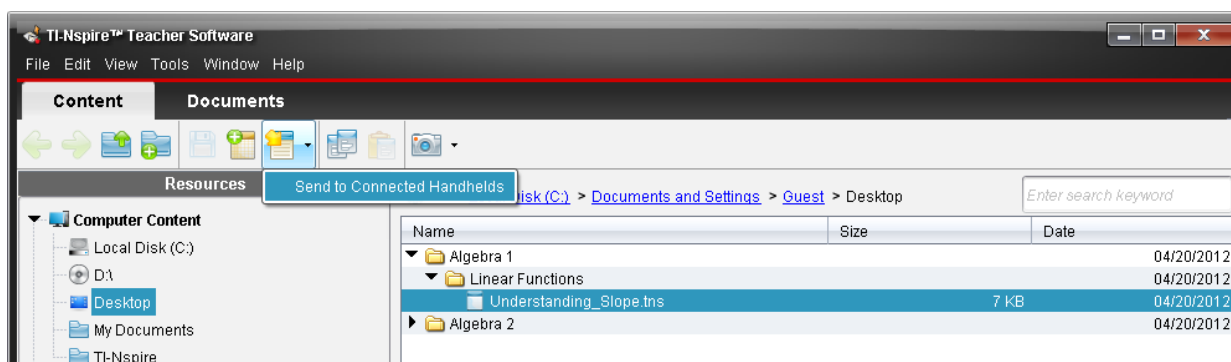 TI-Nspire™ Teacher Software
File Edit View Tools Window Help
Content Documents
Resources
Send to Connected Handhelds
isk (C:) > Documents and Settings > Guest > Desktop
Enter search keyword
Computer Content
Local Disk (C:)
D:\
Desktop
My Documents
TI-Nspire
Name Size Date
Algebra 1 04/20/2012
Linear Functions 04/20/2012
Understanding_Slope.tns 7 KB 04/20/2012
Algebra 2 04/20/2012